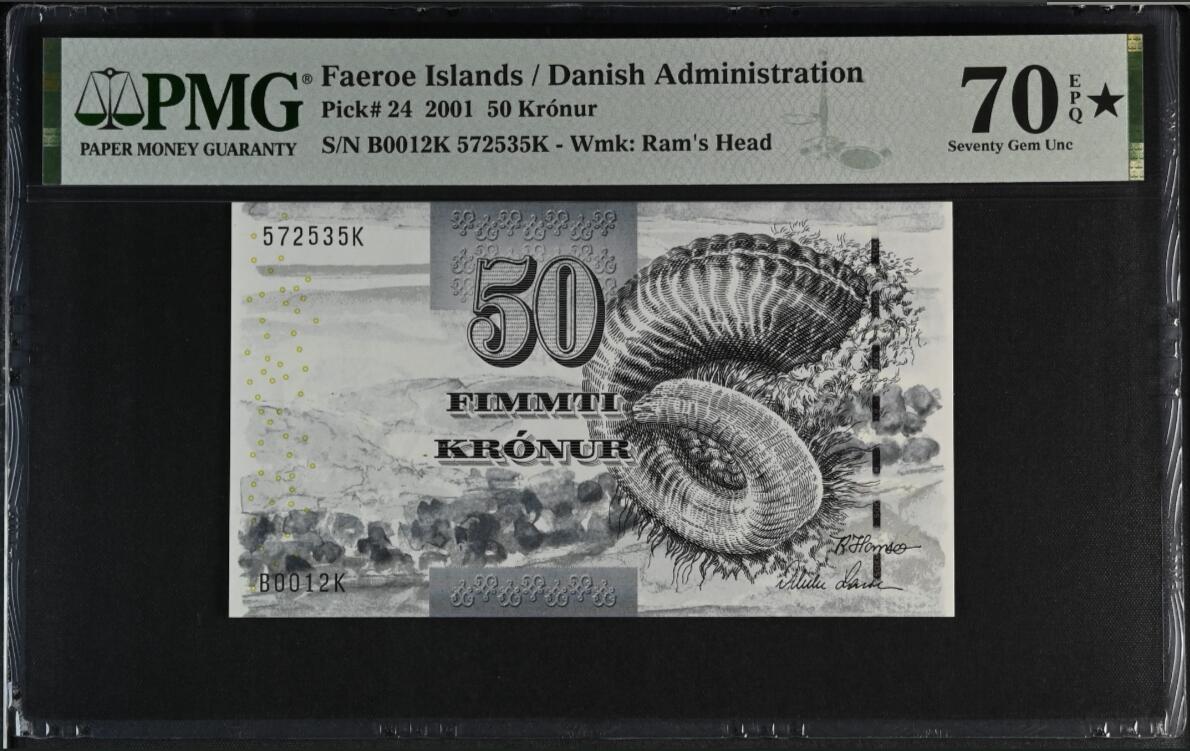 PMG®
PAPER MONEY GUARANTY
Faeroe Islands / Danish Administration
Pick# 24 2001 50 Krónur
S/N B0012K 572535K - Wmk: Ram's Head
70 EPQ ★
Seventy Gem Unc
572535K
50
FIMMTI
KRÓNUR
B0012K